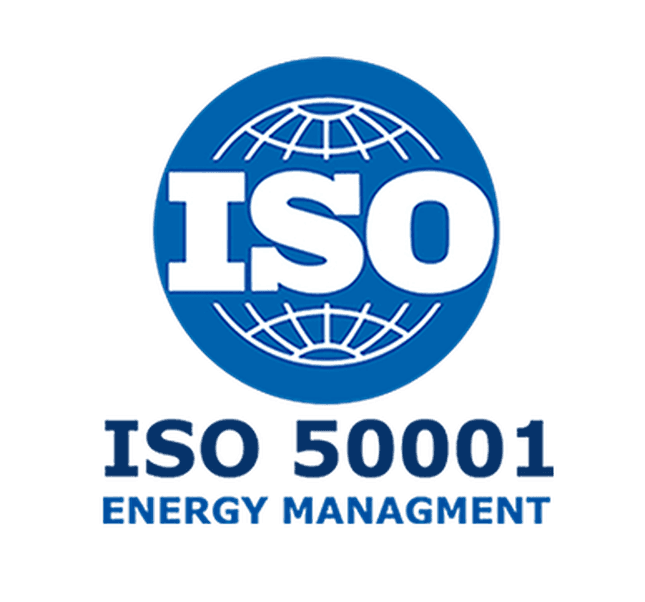 ISO
ISO 50001
ENERGY MANAGMENT